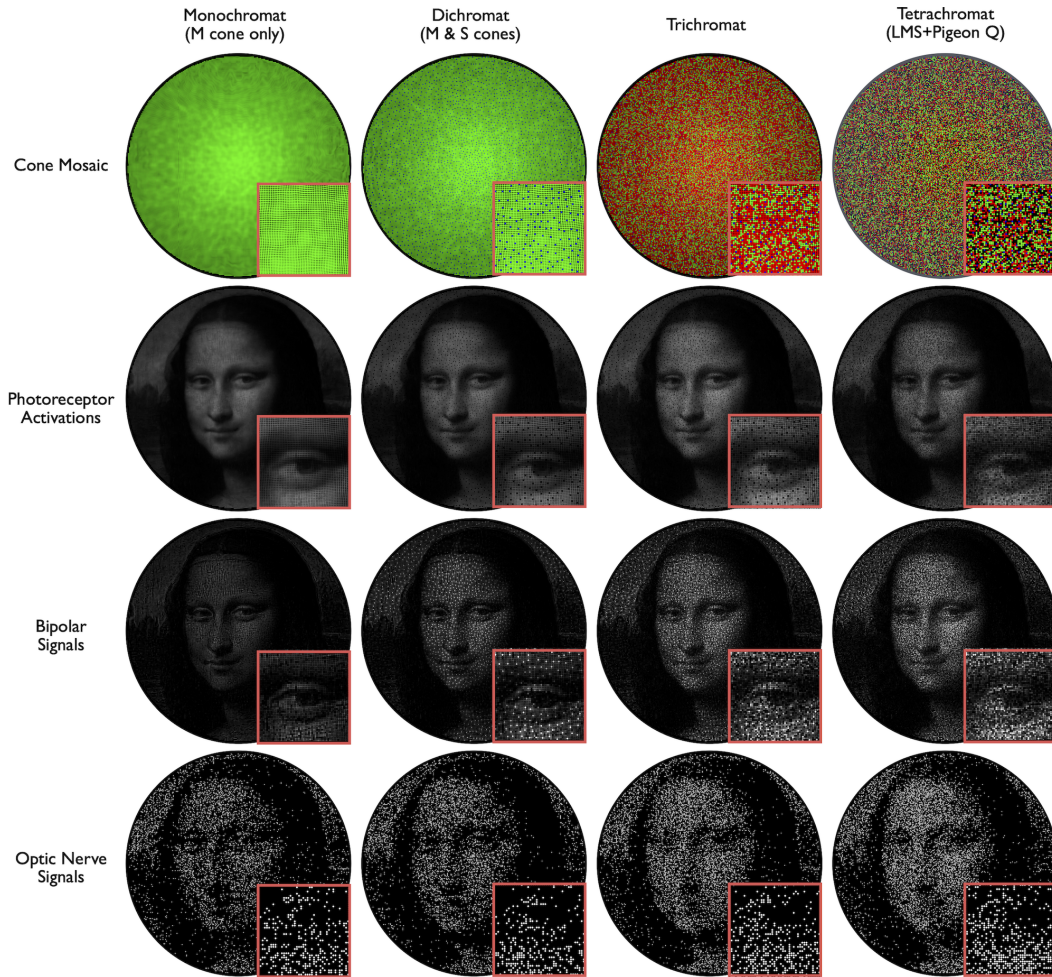 Monochromat
(M cone only)
Dichromat
(M & S cones)
Trichromat
Tetrachromat
(LMS+Pigeon Q)
Cone Mosaic
Photoreceptor
Activations
Bipolar
Signals
Optic Nerve
Signals